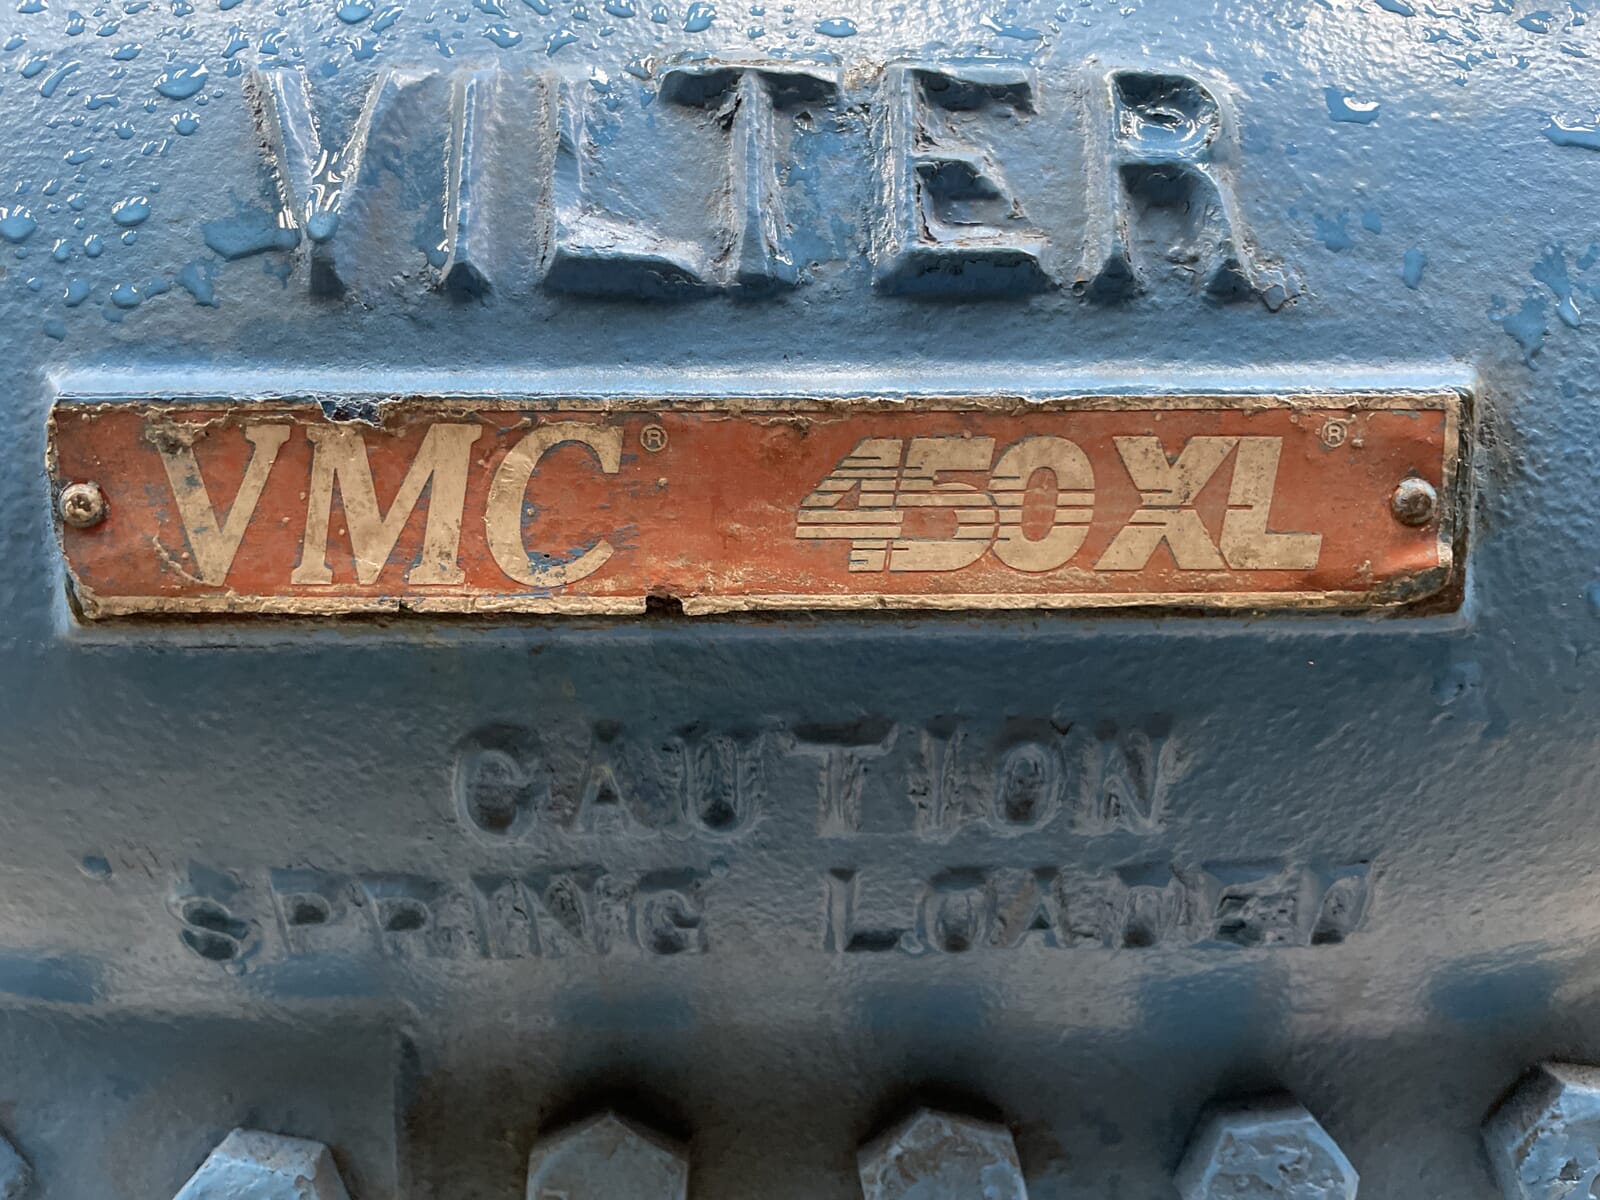 VILTER
VMC® 450XL®
CAUTION
SPRING LOADED